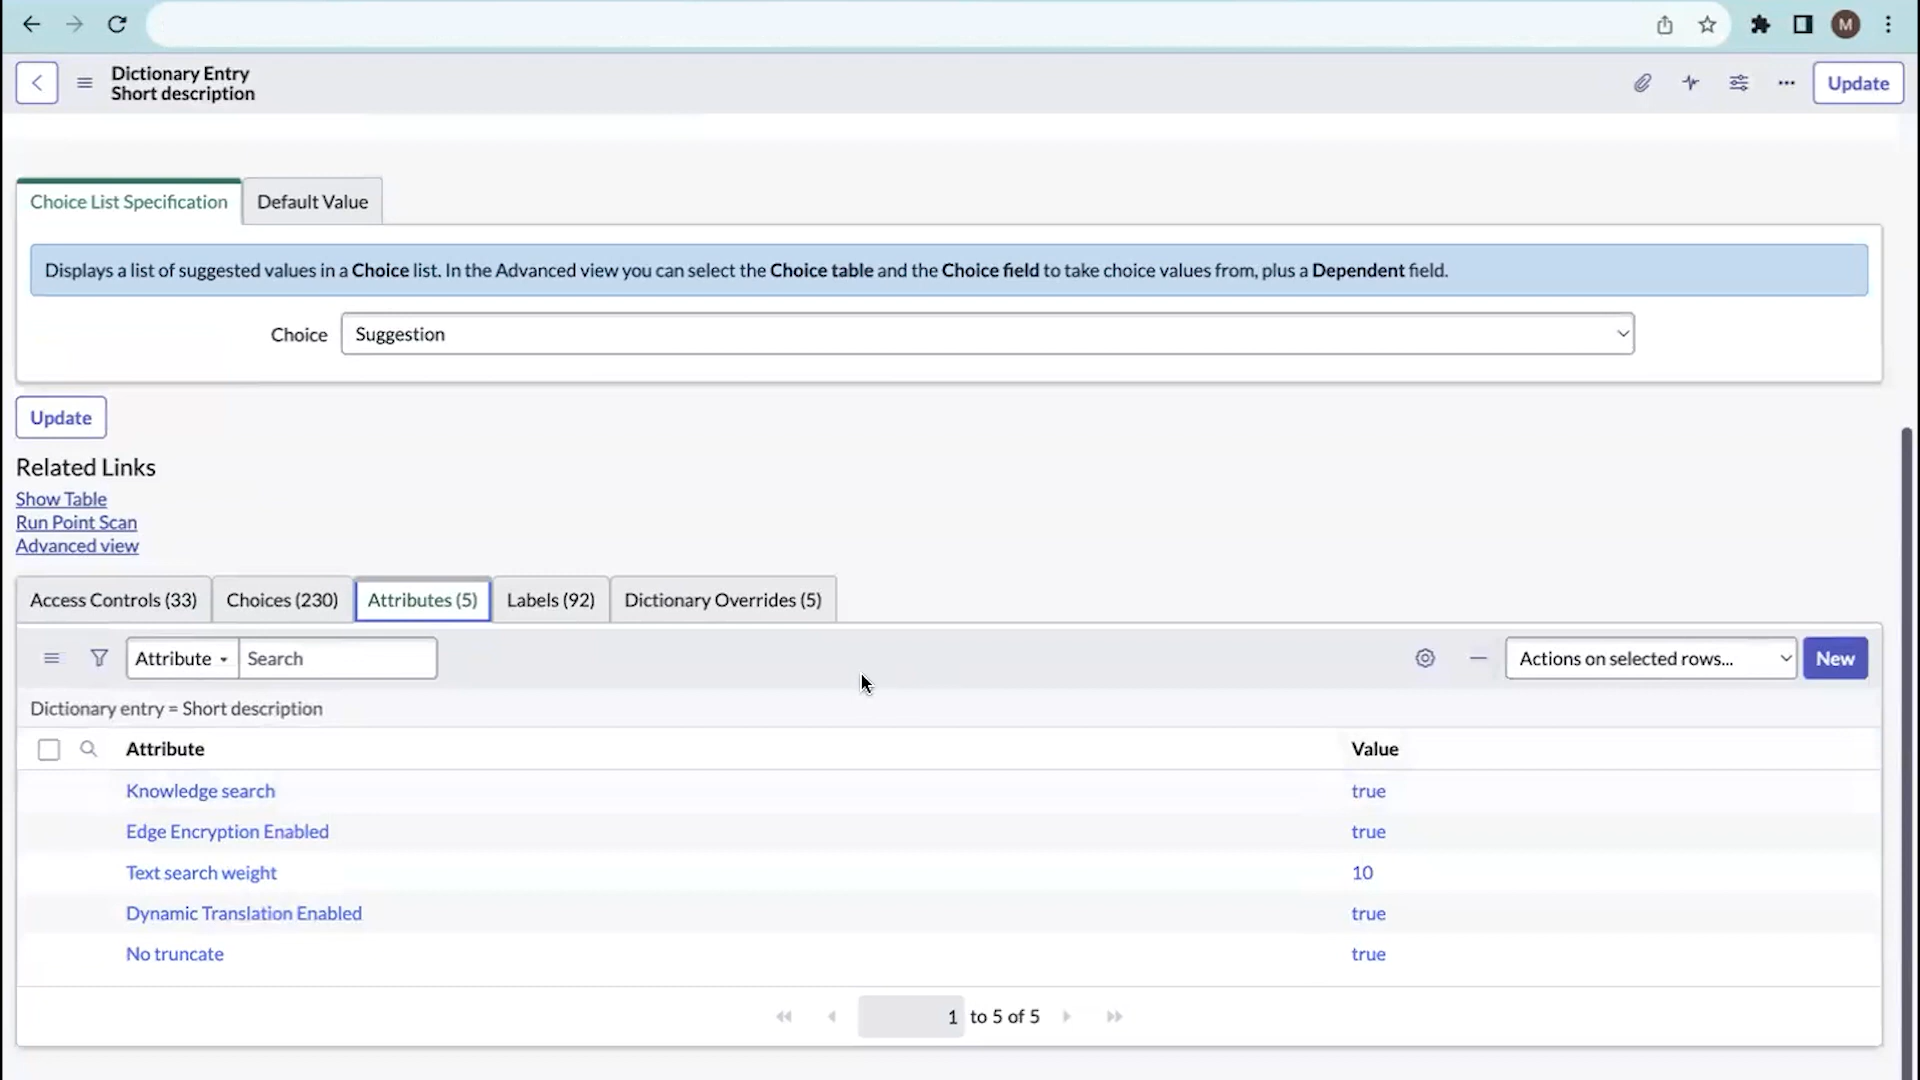 M
Dictionary Entry
Short description
Update
Choice List Specification
Default Value
Displays a list of suggested values in a Choice list. In the Advanced view you can select the Choice table and the Choice field to take choice values from, plus a Dependent field.
Choice
Suggestion
Update
Related Links
Show Table
Run Point Scan
Advanced view
Access Controls (33)
Choices (230)
Attributes (5)
Labels (92)
Dictionary Overrides (5)
Attribute
Search
Actions on selected rows...
New
Dictionary entry = Short description
Attribute
Value
Knowledge search
true
Edge Encryption Enabled
true
Text search weight
10
Dynamic Translation Enabled
true
No truncate
true
1 to 5 of 5